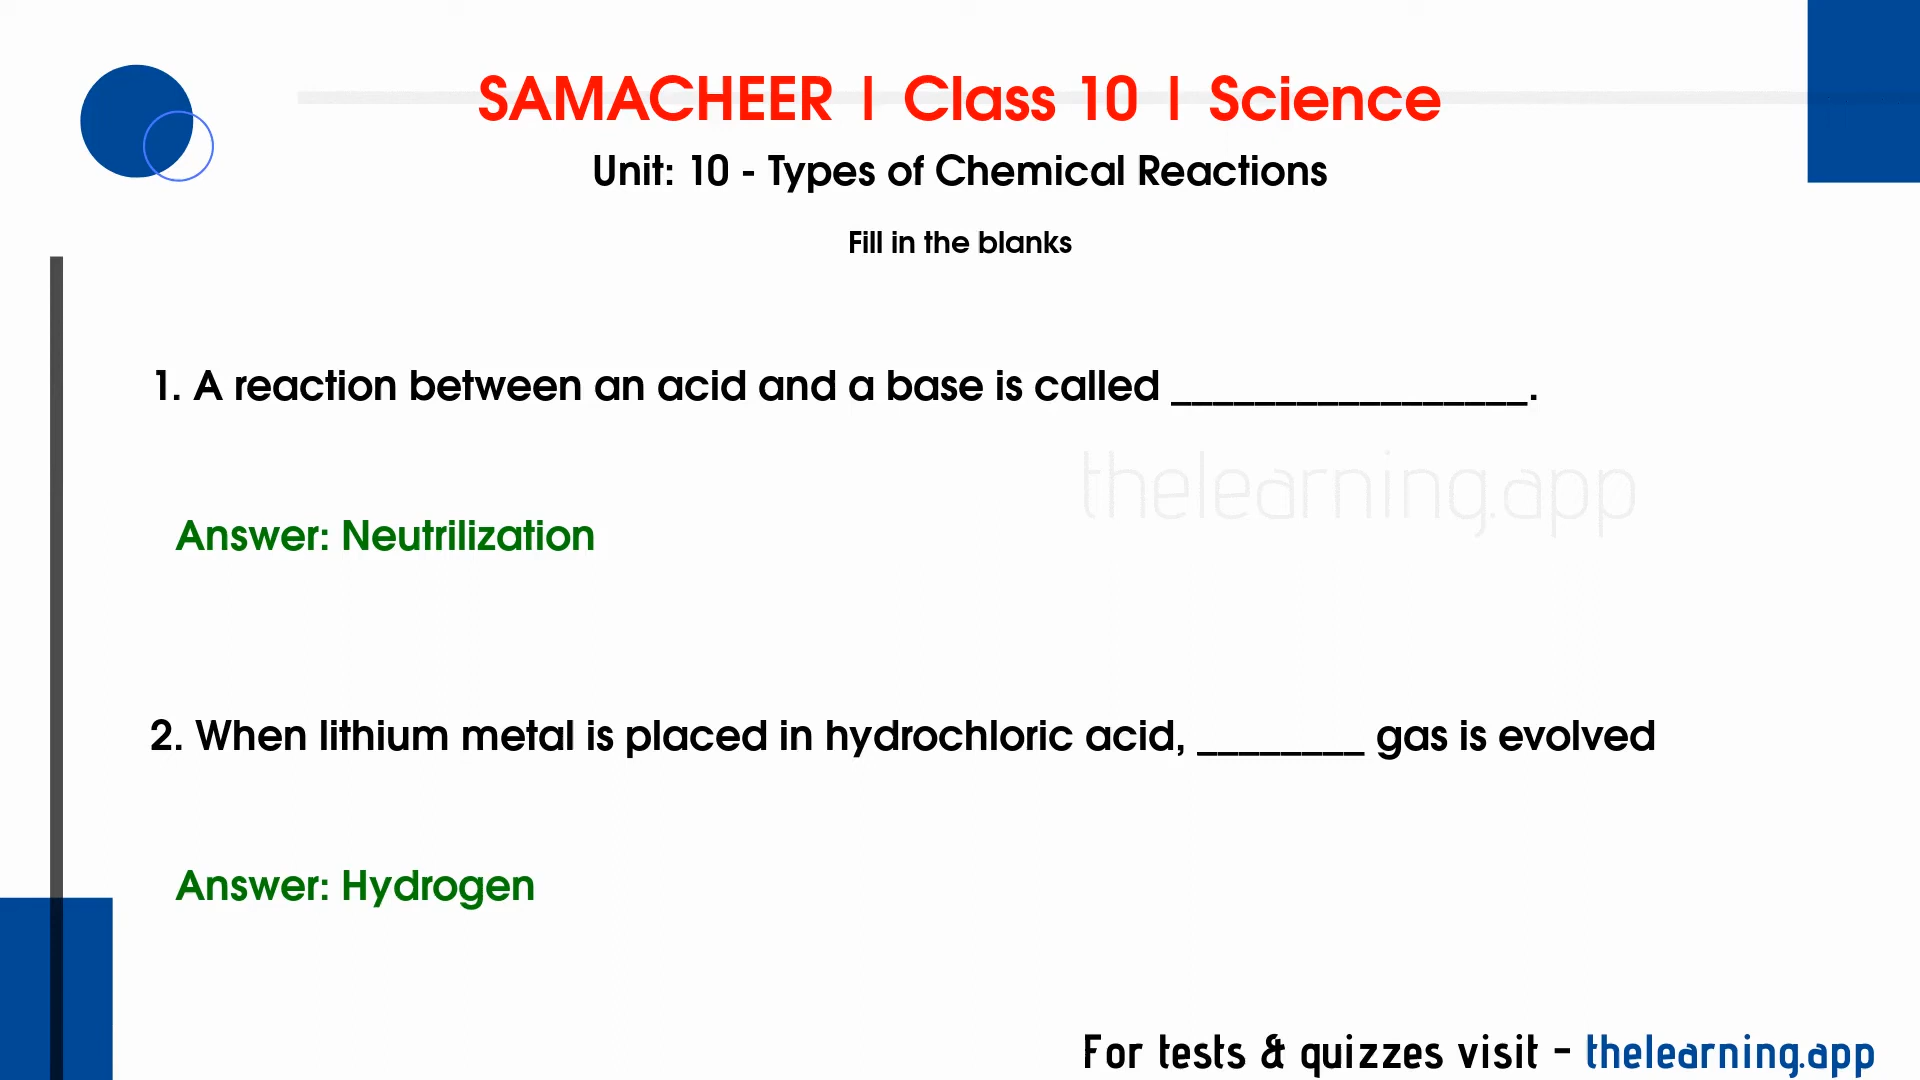 SAMACHEER | Class 10 | Science
Unit: 10 - Types of Chemical Reactions
Fill in the blanks
1. A reaction between an acid and a base is called _________________.
thelearning.app
Answer: Neutrilization
2. When lithium metal is placed in hydrochloric acid, ________ gas is evolved
Answer: Hydrogen
For tests & quizzes visit - thelearning.app